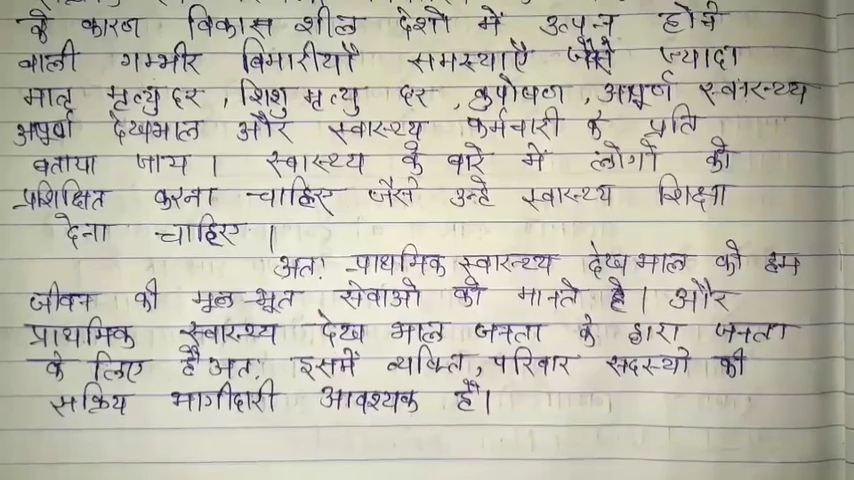 के कारण विकास शील देशो में उत्पन्न होने
वाली गम्भीर बिमारीयाँ समस्याएँ जैसे ज्यादा
मातृ मृत्यु दर, शिशु मृत्यु दर, कुपोषण, अपूर्ण स्वास्थ्य
अपूर्ण देखभाल और स्वास्थ्य कर्मचारी के प्रति
बताया जाय । स्वास्थ्य के बारे में लोगो को
प्रशिक्षित करना चाहिए जैसे उन्हे स्वास्थ्य शिक्षा
देना चाहिए ।
अतः प्राथमिक स्वास्थ्य देखभाल को हम
जीवन की मूल-भूत सेवाओ को मानते है । और
प्राथमिक स्वास्थ्य देख भाल जनता के द्वारा जनता
के लिए है अतः इसमें व्यक्ति, परिवार सदस्यो की
सक्रिय भागीदारी आवश्यक है ।